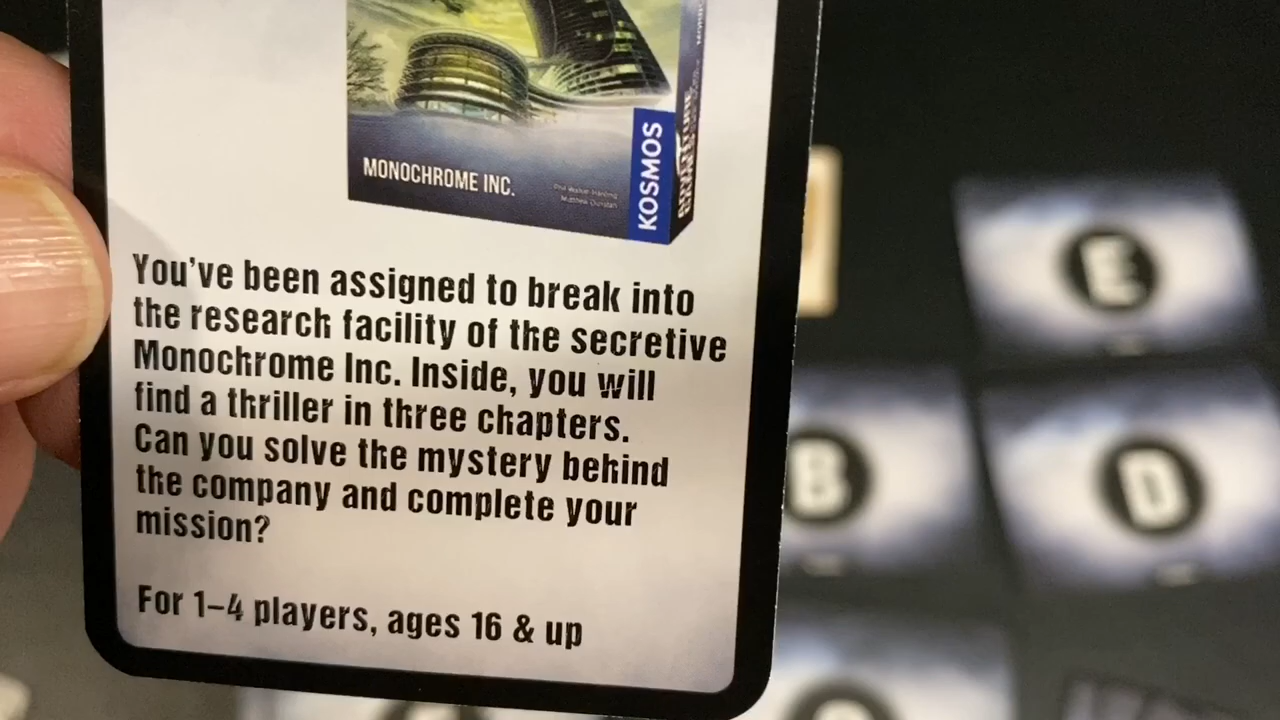 MONOCHROME INC.
KOSMOS
You've been assigned to break into
the research facility of the secretive
Monochrome Inc. Inside, you will
find a thriller in three chapters.
Can you solve the mystery behind
the company and complete your
mission?
For 1–4 players, ages 16 & up
E
B
D